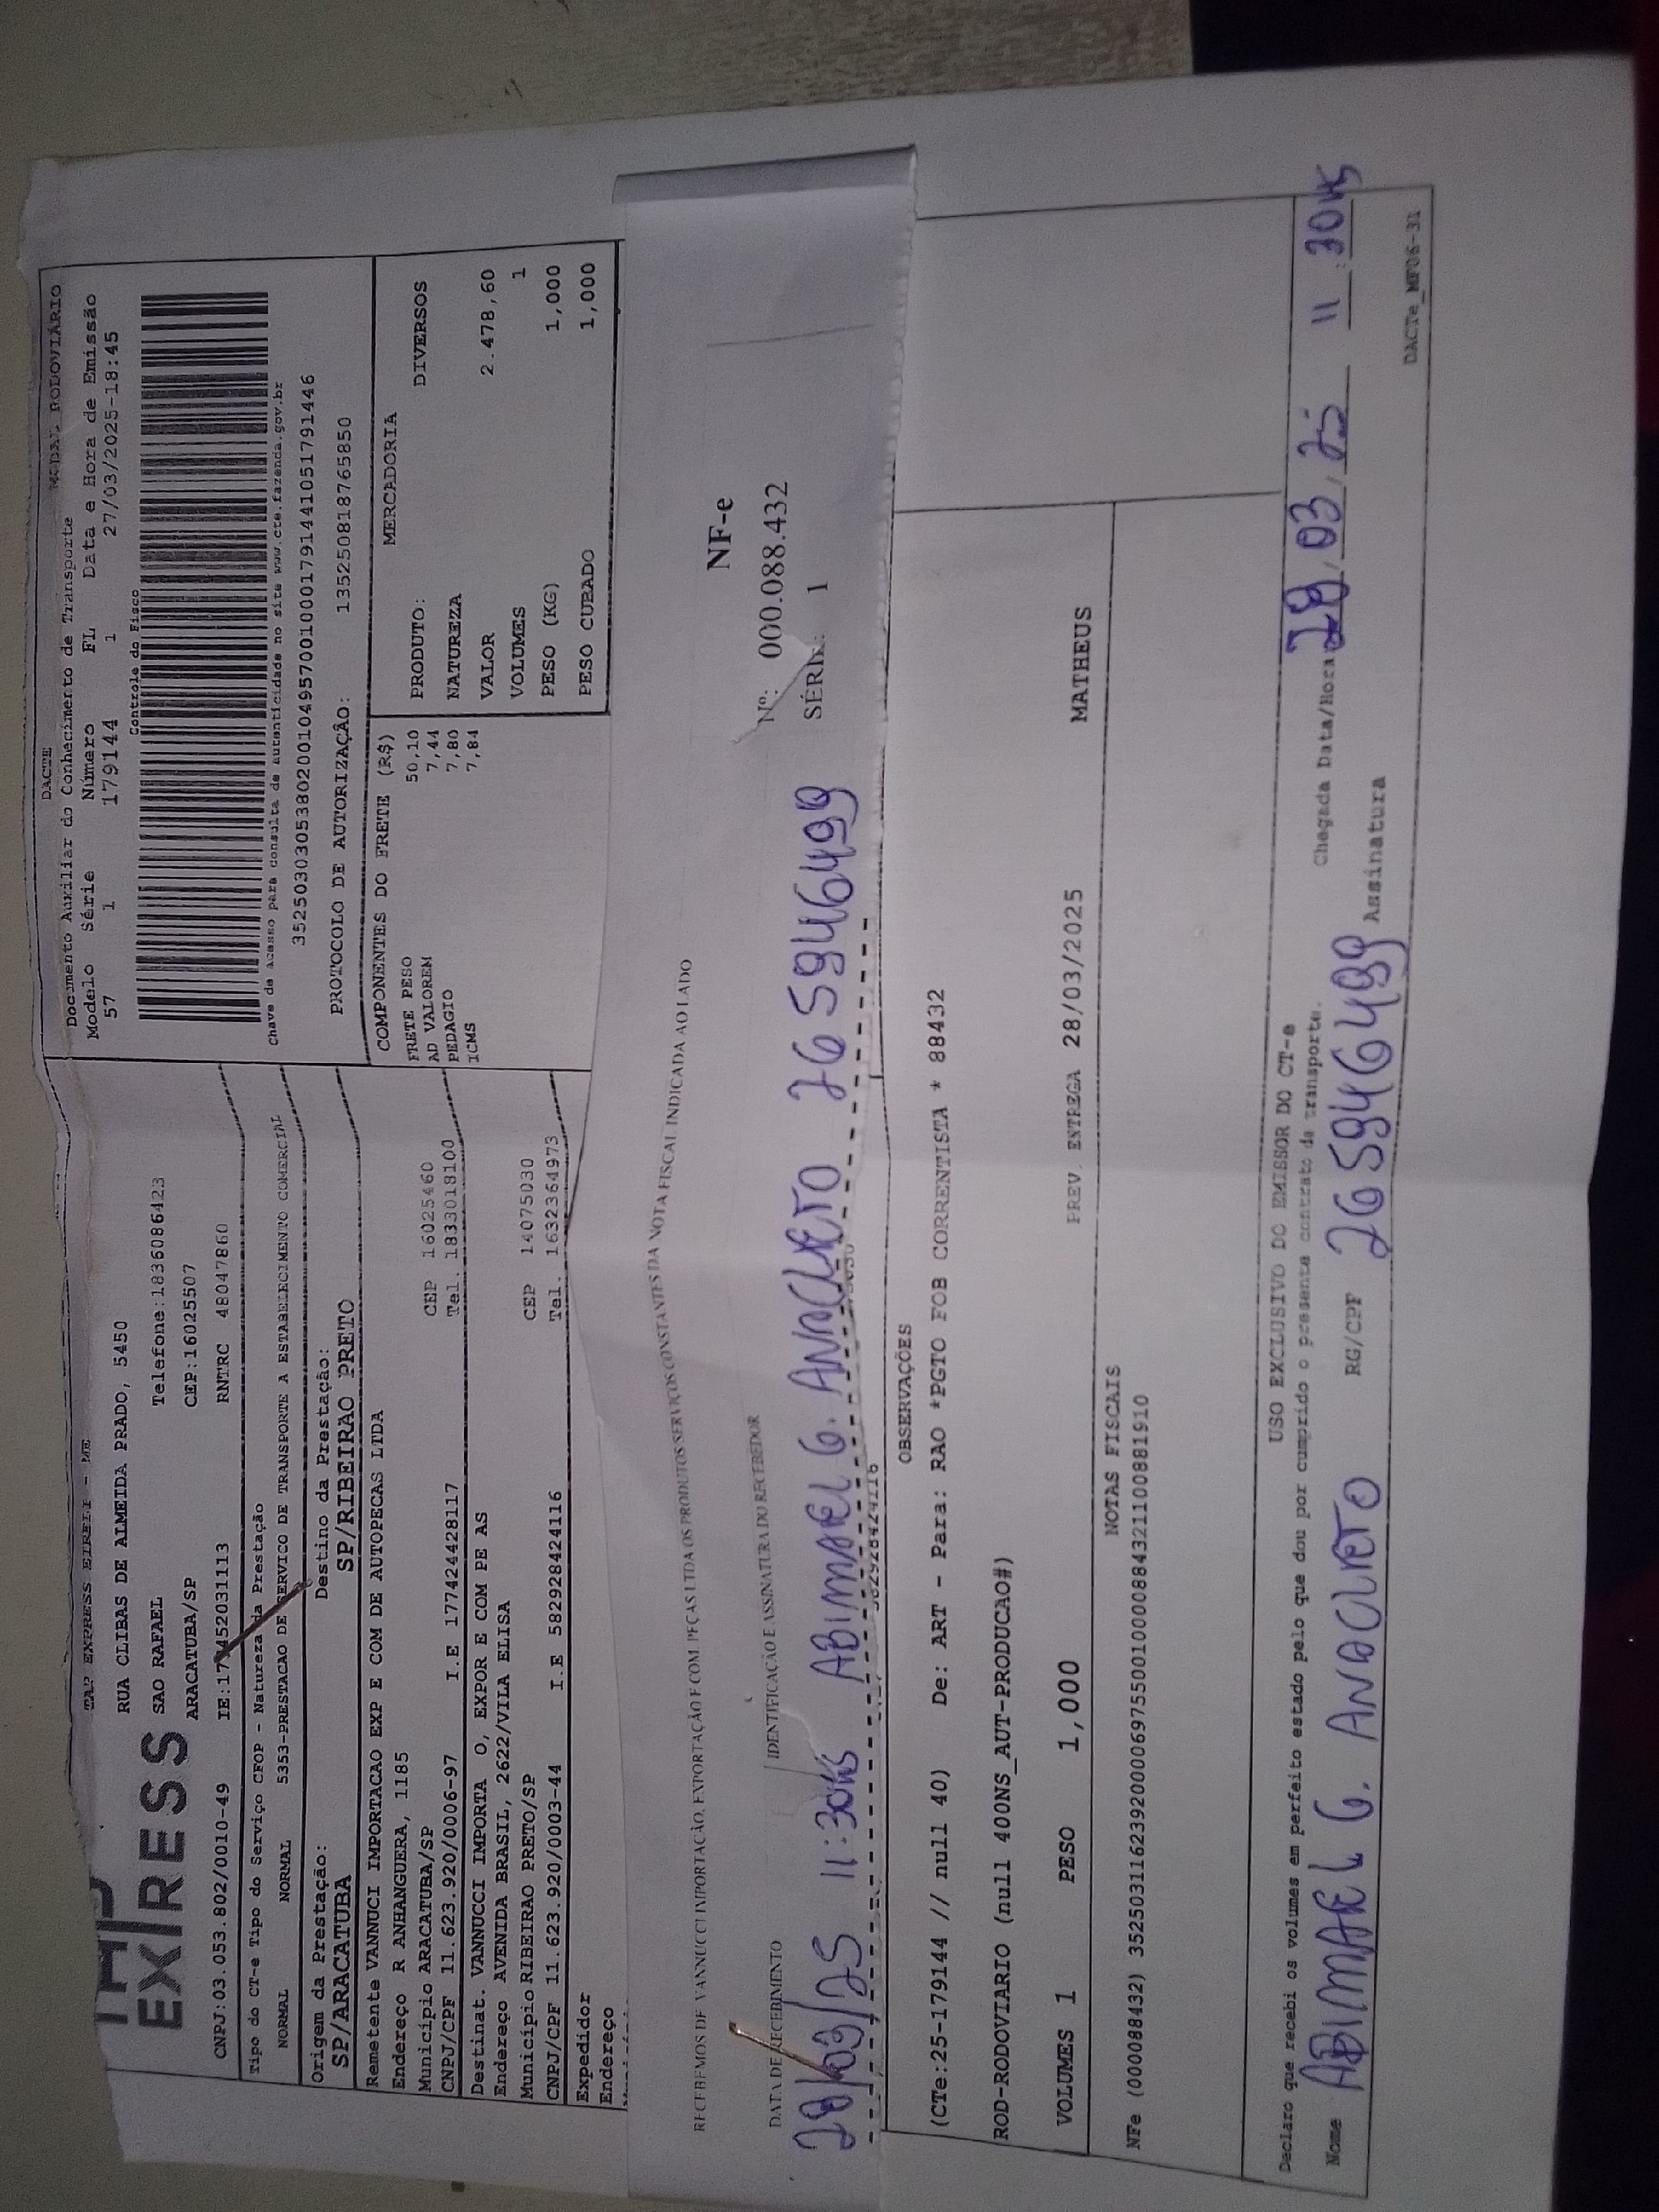 TAP EXPRESS EIRELI - ME
EXPRESS
RUA CLIBAS DE ALMEIDA PRADO, 5450
SAO RAFAEL Telefone:1836086423
ARACATUBA/SP CEP:16025507
CNPJ:03.053.802/0010-49 RNTRC 48047860
Tipo do CT-e Tipo do Serviço CFOP - Natureza da Prestação
NORMAL NORMAL 5353-PRESTACAO DE SERVICO DE TRANSPORTE A ESTABELECIMENTO COMERCIAL
Origem da Prestação: Destino da Prestação:
SP/ARACATUBA SP/RIBEIRAO PRETO
Remetente VANNUCI IMPORTACAO EXP E COM DE AUTOPECAS LTDA
Endereço R ANHANGUERA, 1185
Município ARACATUBA/SP CEP 16025460
CNPJ/CPF 11.623.920/0006-97 I.E 177424428117 Tel. 1833018100
Destinat. VANNUCCI IMPORTA O, EXPOR E COM PE AS
Endereço AVENIDA BRASIL, 2622/VILA ELISA
Município RIBEIRAO PRETO/SP CEP 14075030
CNPJ/CPF 11.623.920/0003-44 I.E 582928424116 Tel. 1632364973
Expedidor
Endereço
DACTE
Documento Auxiliar do Conhecimento de Transporte MODAL RODOVIÁRIO
Modelo Série Número FL Data e Hora de Emissão
57 1 179144 1 27/03/2025-18:45
Controle do Fisco
Chave de acesso para consulta de autenticidade no site www.cte.fazenda.gov.br
35250303053802001049570010001791441051791446
PROTOCOLO DE AUTORIZAÇÃO: 135250818765850
COMPONENTES DO FRETE (R$)
FRETE PESO 50,10
AD VALOREM 7,44
PEDAGIO 7,80
ICMS 7,84
MERCADORIA
PRODUTO: DIVERSOS
NATUREZA
VALOR 2.478,60
VOLUMES 1
PESO (KG) 1,000
PESO CUBADO 1,000
RECEBEMOS DE VANNUCCI IMPORTAÇÃO, EXPORTAÇÃO E COM PEÇAS LTDA OS PRODUTOS/SERVIÇOS CONSTANTES DA NOTA FISCAL INDICADA AO LADO
DATA DE RECEBIMENTO IDENTIFICAÇÃO E ASSINATURA DO RECEBEDOR
28/03/25 11:30HS ABIMAEL G. ANACLETO 265946499
NF-e
Nº: 000.088.432
SÉRIE: 1
582928424116
OBSERVAÇÕES
(CTe:25-179144 // null 40) De: ART - Para: RAO *PGTO FOB CORRENTISTA * 88432
ROD-RODOVIARIO (null 400NS_AUT-PRODUCAO#)
VOLUMES 1 PESO 1,000 PREV. ENTREGA 28/03/2025 MATHEUS
NOTAS FISCAIS
NFe (000088432) 35250311623920000697550010000884321100881910
USO EXCLUSIVO DO EMISSOR DO CT-e
Declaro que recebi os volumes em perfeito estado pelo que dou por cumprido o presente contrato de transporte.
Chegada Data/Hora 28/03/25 11:30HS
Nome ABIMAEL G. ANACLETO RG/CPF 265946499 Assinatura
DACTe_MF06-31